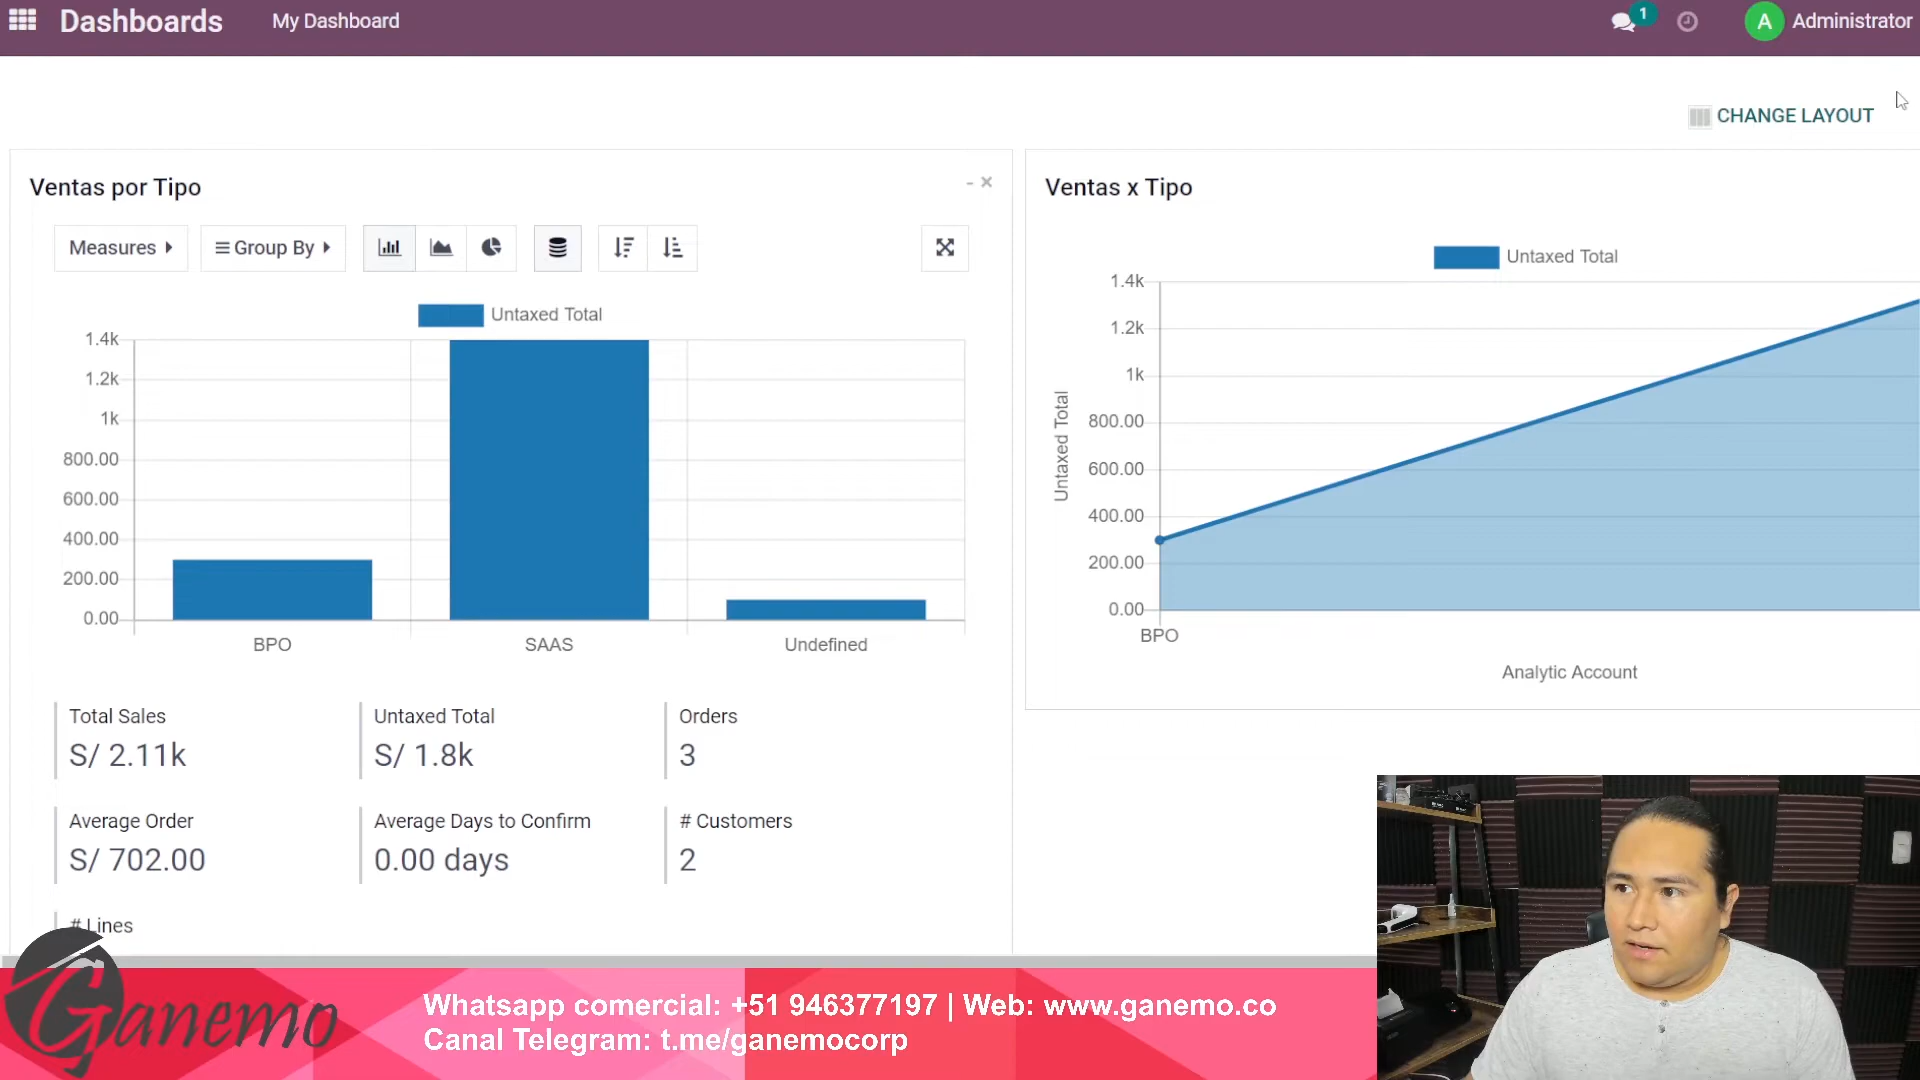 Dashboards
My Dashboard
1
A
Administrator
CHANGE LAYOUT
Ventas por Tipo
Measures
Group By
Untaxed Total
1.4k
1.2k
1k
800.00
600.00
400.00
200.00
0.00
BPO
SAAS
Undefined
Total Sales
S/ 2.11k
Untaxed Total
S/ 1.8k
Orders
3
Average Order
S/ 702.00
Average Days to Confirm
0.00 days
# Customers
2
# Lines
Ventas x Tipo
Untaxed Total
1.4k
1.2k
1k
800.00
600.00
400.00
200.00
0.00
Untaxed Total
BPO
Analytic Account
Ganemo
Whatsapp comercial: +51 946377197 | Web: www.ganemo.co
Canal Telegram: t.me/ganemocorp